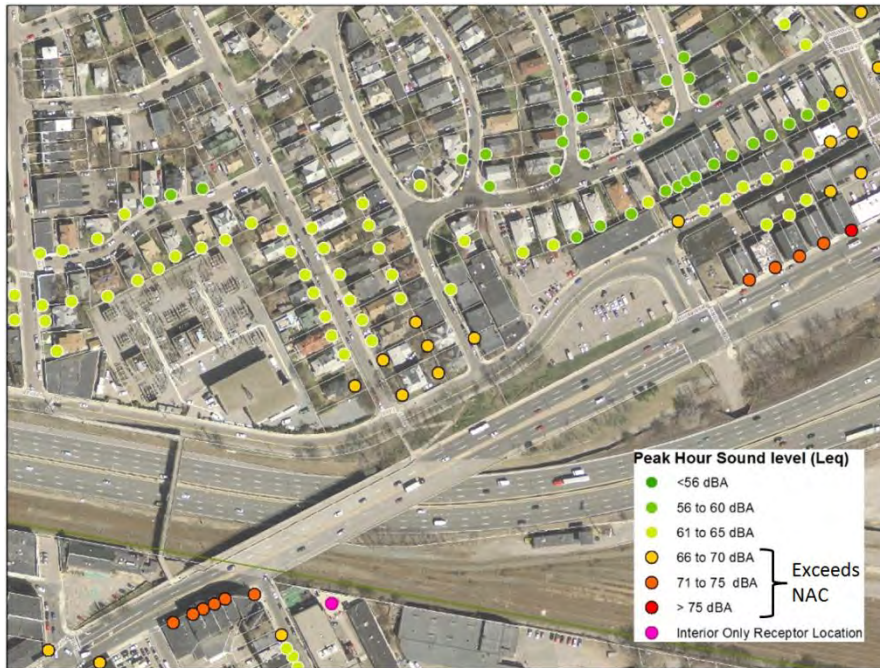 Peak Hour Sound level (Leq)
<56 dBA
56 to 60 dBA
61 to 65 dBA
66 to 70 dBA
71 to 75 dBA
> 75 dBA
Exceeds
NAC
Interior Only Receptor Location